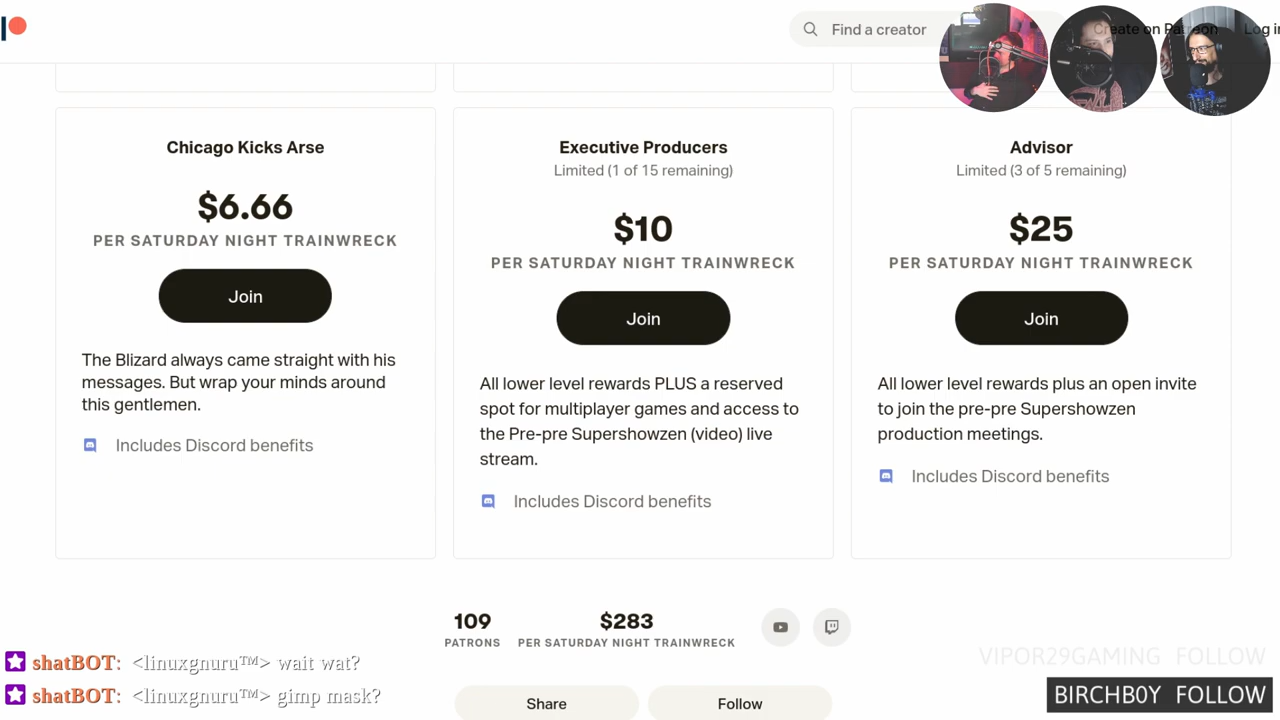 Find a creator
Create on Patreon
Log in
Chicago Kicks Arse
$6.66
PER SATURDAY NIGHT TRAINWRECK
Join
The Blizard always came straight with his
messages. But wrap your minds around
this gentlemen.
Includes Discord benefits
Executive Producers
Limited (1 of 15 remaining)
$10
PER SATURDAY NIGHT TRAINWRECK
Join
All lower level rewards PLUS a reserved
spot for multiplayer games and access to
the Pre-pre Supershowzen (video) live
stream.
Includes Discord benefits
Advisor
Limited (3 of 5 remaining)
$25
PER SATURDAY NIGHT TRAINWRECK
Join
All lower level rewards plus an open invite
to join the pre-pre Supershowzen
production meetings.
Includes Discord benefits
109
PATRONS
$283
PER SATURDAY NIGHT TRAINWRECK
Share
Follow
shatBOT: <linuxgnuru™> wait wat?
shatBOT: <linuxgnuru™> gimp mask?
VIPOR29GAMING FOLLOW
BIRCHB0Y FOLLOW